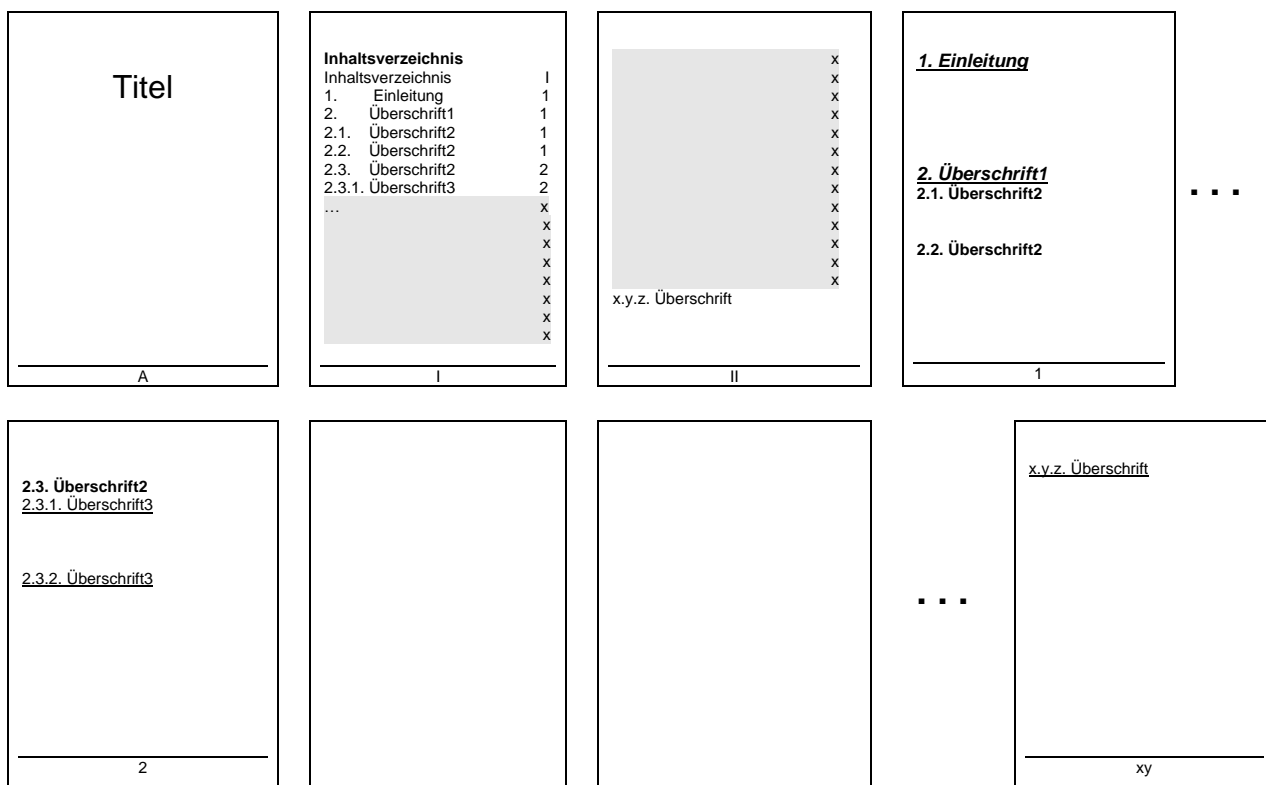 Titel
A
Inhaltsverzeichnis
Inhaltsverzeichnis I
1. Einleitung 1
2. Überschrift1 1
2.1. Überschrift2 1
2.2. Überschrift2 1
2.3. Überschrift2 2
2.3.1. Überschrift3 2
… x
x
x
x
x
x
x
x
I
x
x
x
x
x
x
x
x
x
x
x
x
x
x.y.z. Überschrift
II
1. Einleitung
2. Überschrift1
2.1. Überschrift2
2.2. Überschrift2
1
. . .
2.3. Überschrift2
2.3.1. Überschrift3
2.3.2. Überschrift3
2
. . .
x.y.z. Überschrift
xy